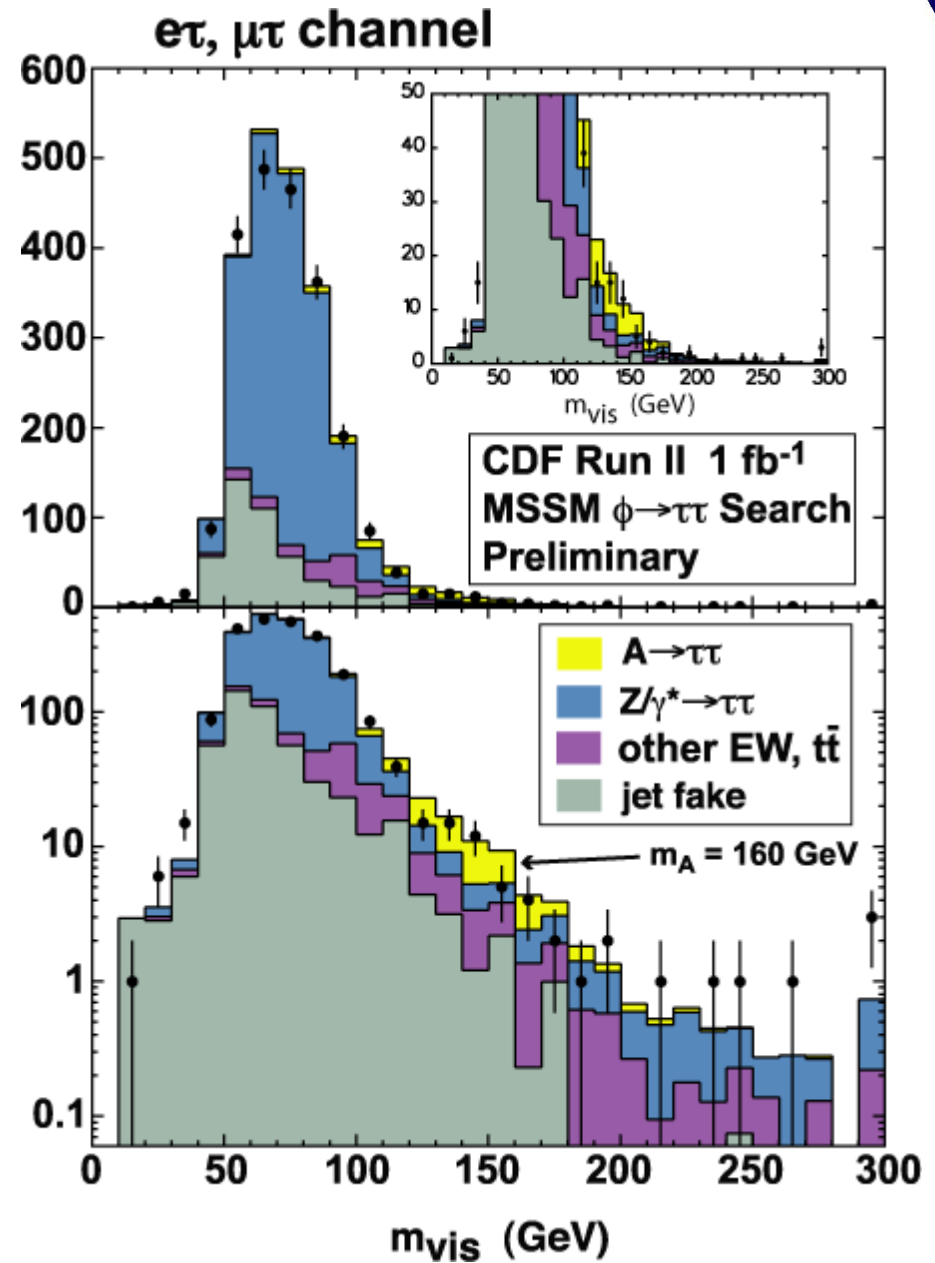 eτ, μτ channel
600
500
400
300
200
100
0
50
40
30
20
10
0
0 50 100 150 200 250 300
m_vis (GeV)
CDF Run II 1 fb⁻¹
MSSM ϕ→ττ Search
Preliminary
A→ττ
Z/γ*→ττ
other EW, tt̄
jet fake
m_A = 160 GeV
100
10
1
0.1
0 50 100 150 200 250 300
m_vis (GeV)